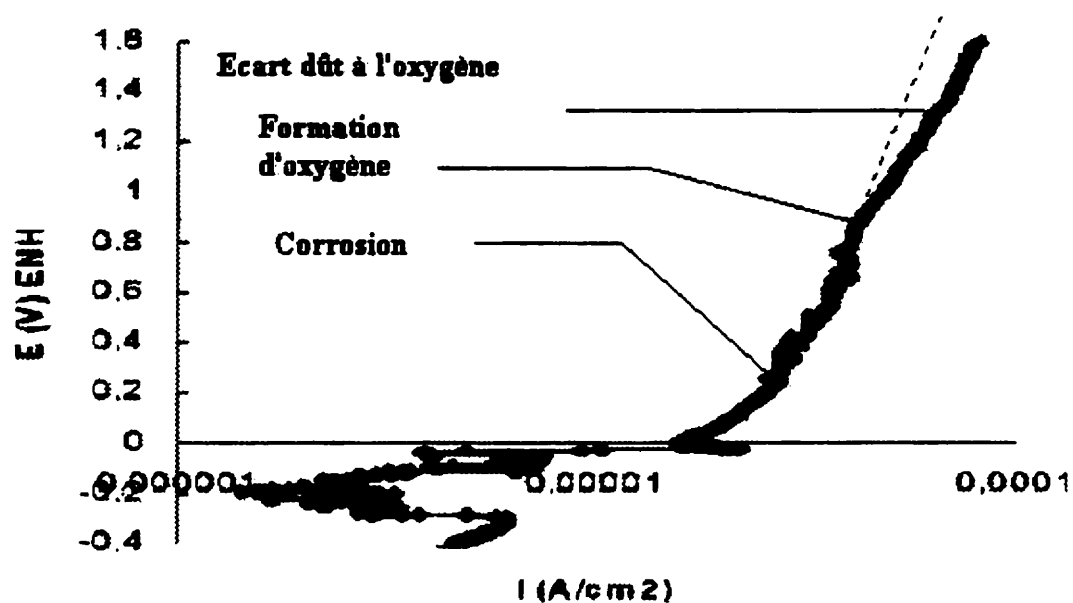 1.6
Ecart dût à l'oxygène
1.4
Formation
1.2
d'oxygène
1
0.8
Corrosion
0.6
0.4
0.2
0
-0.2
-0.4
0,000001
0,00001
0,0001
E (V) ENH
I (A/cm2)